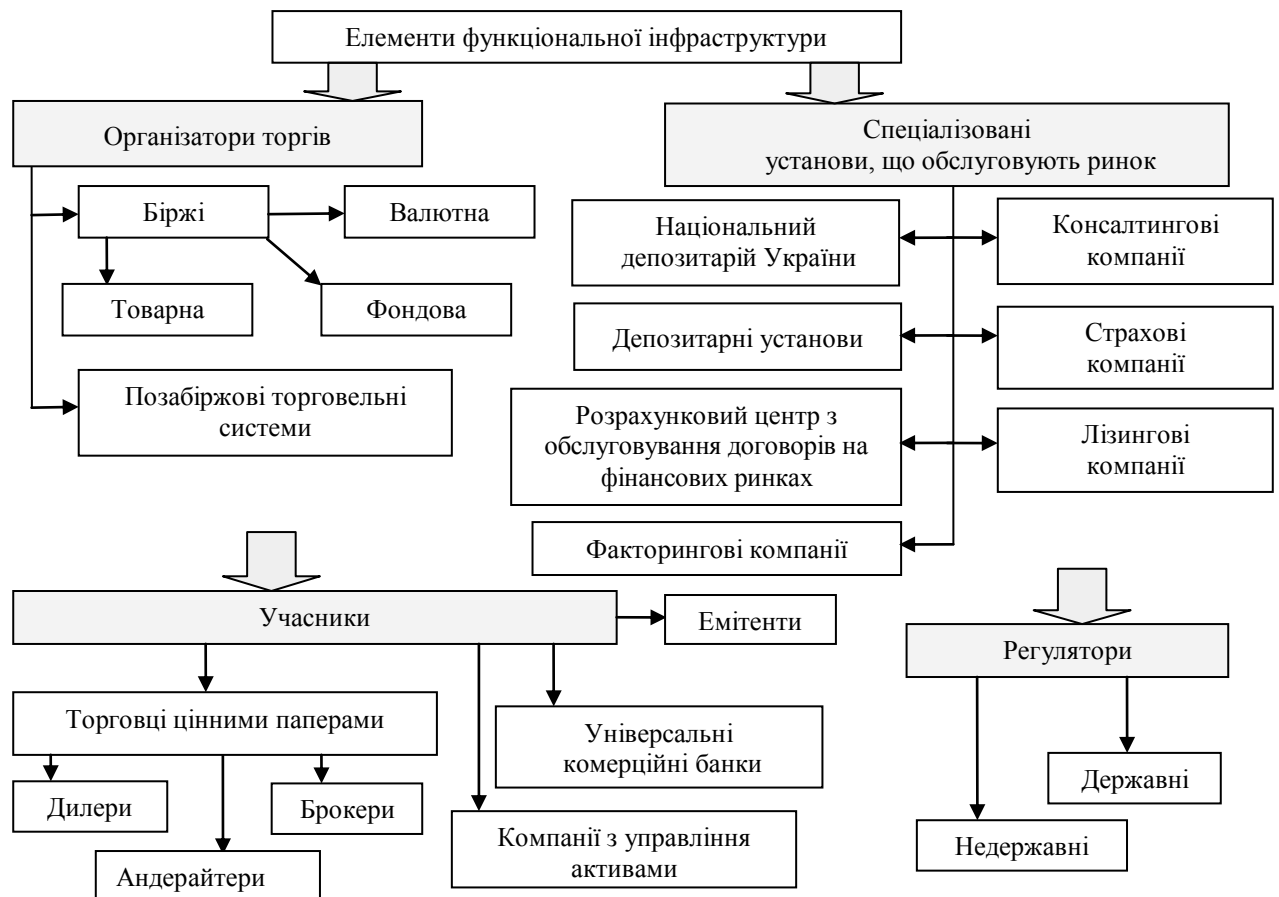 Елементи функціональної інфраструктури
Організатори торгів
Біржі
Валютна
Товарна
Фондова
Позабіржові торговельні
системи
Спеціалізовані
установи, що обслуговують ринок
Національний
депозитарій України
Консалтингові
компанії
Депозитарні установи
Страхові
компанії
Розрахунковий центр з
обслуговування договорів на
фінансових ринках
Лізингові
компанії
Факторингові компанії
Учасники
Емітенти
Торговці цінними паперами
Дилери
Андерайтери
Брокери
Універсальні
комерційні банки
Компанії з управління
активами
Регулятори
Державні
Недержавні